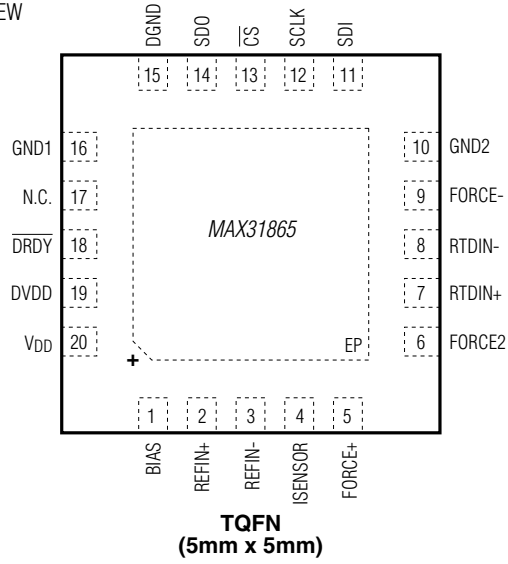 EW
DGND SDO C̅S̅ SCLK SDI
15 14 13 12 11
GND1 16 10 GND2
N.C. 17 9 FORCE-
D̅R̅D̅Y̅ 18 MAX31865 8 RTDIN-
DVDD 19 7 RTDIN+
VDD 20 EP 6 FORCE2
+
1 2 3 4 5
BIAS REFIN+ REFIN- ISENSOR FORCE+
TQFN
(5mm x 5mm)